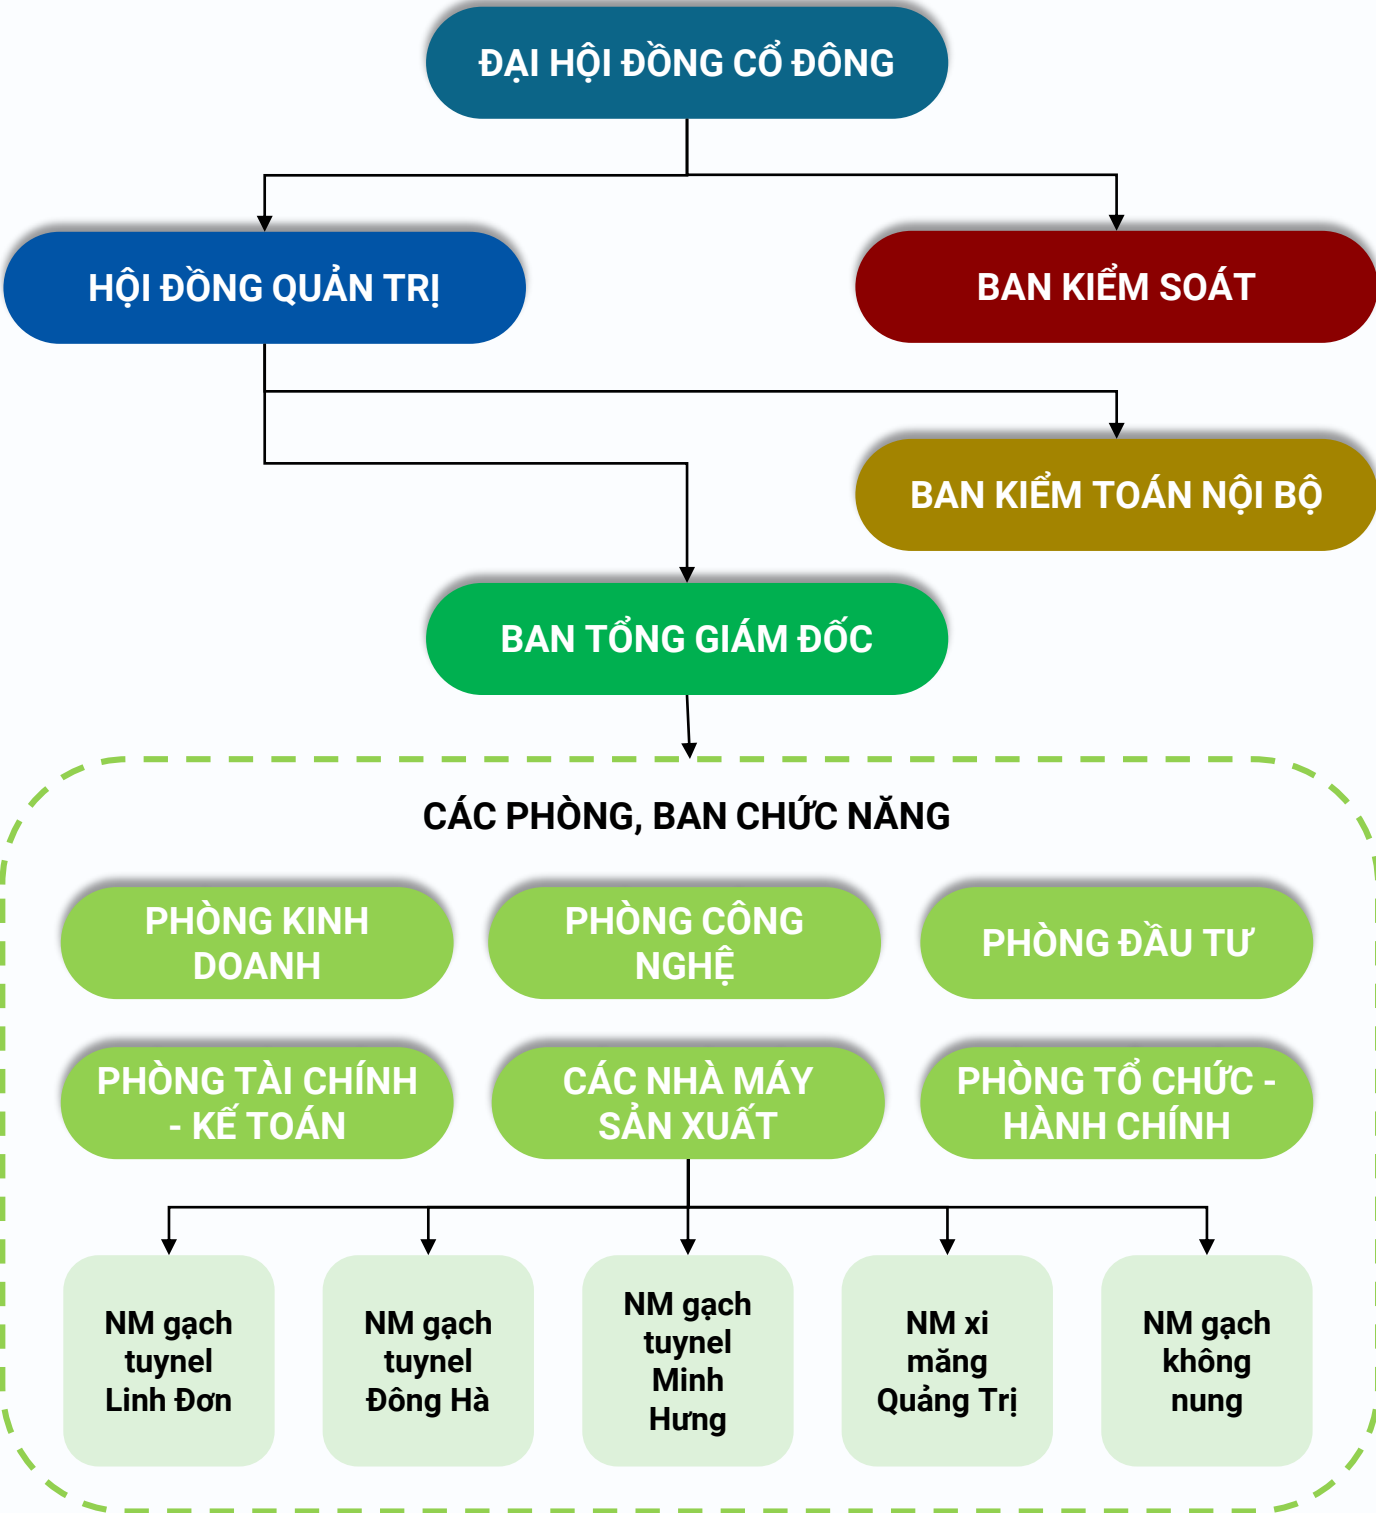 ĐẠI HỘI ĐỒNG CỔ ĐÔNG
HỘI ĐỒNG QUẢN TRỊ
BAN KIỂM SOÁT
BAN KIỂM TOÁN NỘI BỘ
BAN TỔNG GIÁM ĐỐC
CÁC PHÒNG, BAN CHỨC NĂNG
PHÒNG KINH
DOANH
PHÒNG CÔNG
NGHỆ
PHÒNG ĐẦU TƯ
PHÒNG TÀI CHÍNH
- KẾ TOÁN
CÁC NHÀ MÁY
SẢN XUẤT
PHÒNG TỔ CHỨC -
HÀNH CHÍNH
NM gạch
tuynel
Linh Đơn
NM gạch
tuynel
Đông Hà
NM gạch
tuynel
Minh
Hưng
NM xi
măng
Quảng Trị
NM gạch
không
nung